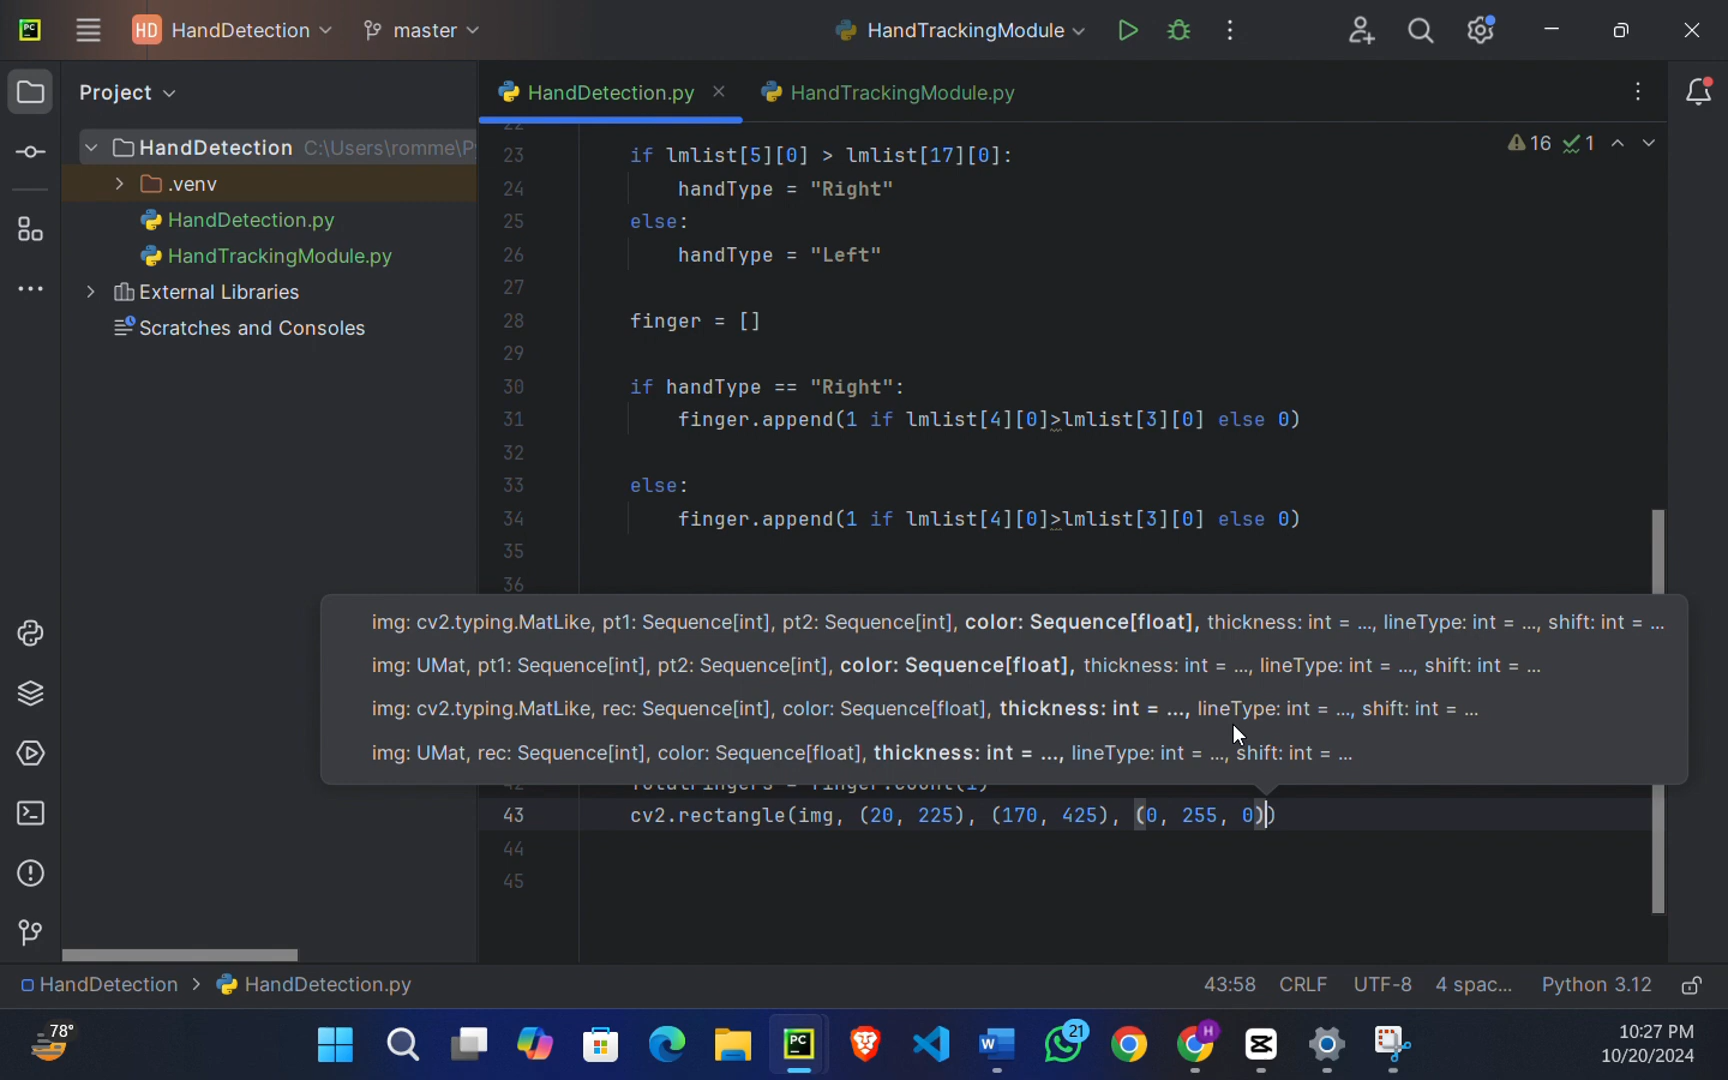 PC
HD HandDetection master HandTrackingModule
Project
HandDetection.py HandTrackingModule.py
HandDetection C:\Users\romme\P
.venv
HandDetection.py
HandTrackingModule.py
External Libraries
Scratches and Consoles
16 1
22
23 if lmlist[5][0] > lmlist[17][0]:
24 handType = "Right"
25 else:
26 handType = "Left"
27
28 finger = []
29
30 if handType == "Right":
31 finger.append(1 if lmlist[4][0]>lmlist[3][0] else 0)
32
33 else:
34 finger.append(1 if lmlist[4][0]>lmlist[3][0] else 0)
35
36
img: cv2.typing.MatLike, pt1: Sequence[int], pt2: Sequence[int], color: Sequence[float], thickness: int = ..., lineType: int = ..., shift: int = ...
img: UMat, pt1: Sequence[int], pt2: Sequence[int], color: Sequence[float], thickness: int = ..., lineType: int = ..., shift: int = ...
img: cv2.typing.MatLike, rec: Sequence[int], color: Sequence[float], thickness: int = ..., lineType: int = ..., shift: int = ...
img: UMat, rec: Sequence[int], color: Sequence[float], thickness: int = ..., lineType: int = ..., shift: int = ...
43 cv2.rectangle(img, (20, 225), (170, 425), (0, 255, 0))
44
45
HandDetection > HandDetection.py 43:58 CRLF UTF-8 4 spac... Python 3.12
78°
PC
21
H
10:27 PM
10/20/2024